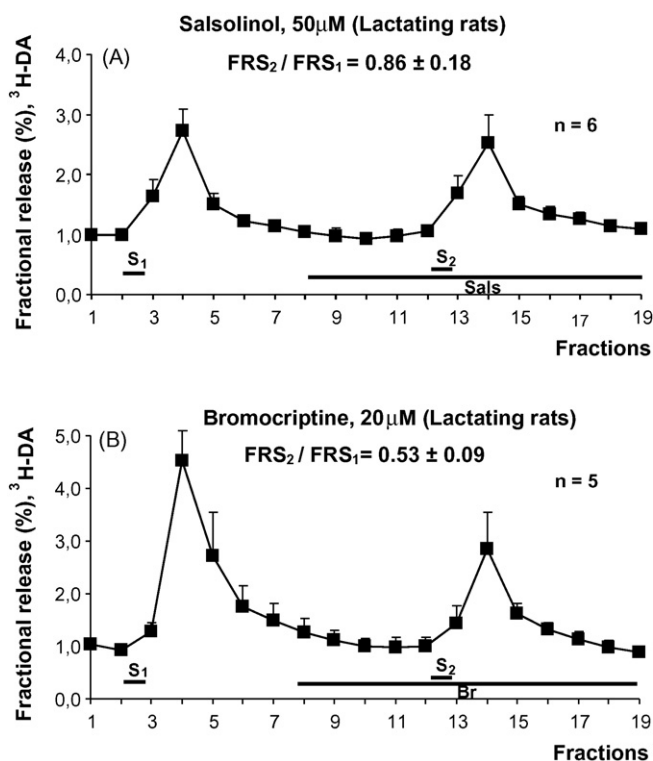 Salsolinol, 50μM (Lactating rats)
(A)
FRS₂ / FRS₁ = 0.86 ± 0.18
n = 6
Fractional release (%), ³H-DA
4,0
3,0
2,0
1,0
0,0
S₁
S₂
Sals
1 3 5 7 9 11 13 15 17 19
Fractions
Bromocriptine, 20μM (Lactating rats)
(B)
FRS₂ / FRS₁= 0.53 ± 0.09
n = 5
Fractional release (%), ³H-DA
5,0
4,0
3,0
2,0
1,0
0,0
S₁
S₂
Br
1 3 5 7 9 11 13 15 17 19
Fractions